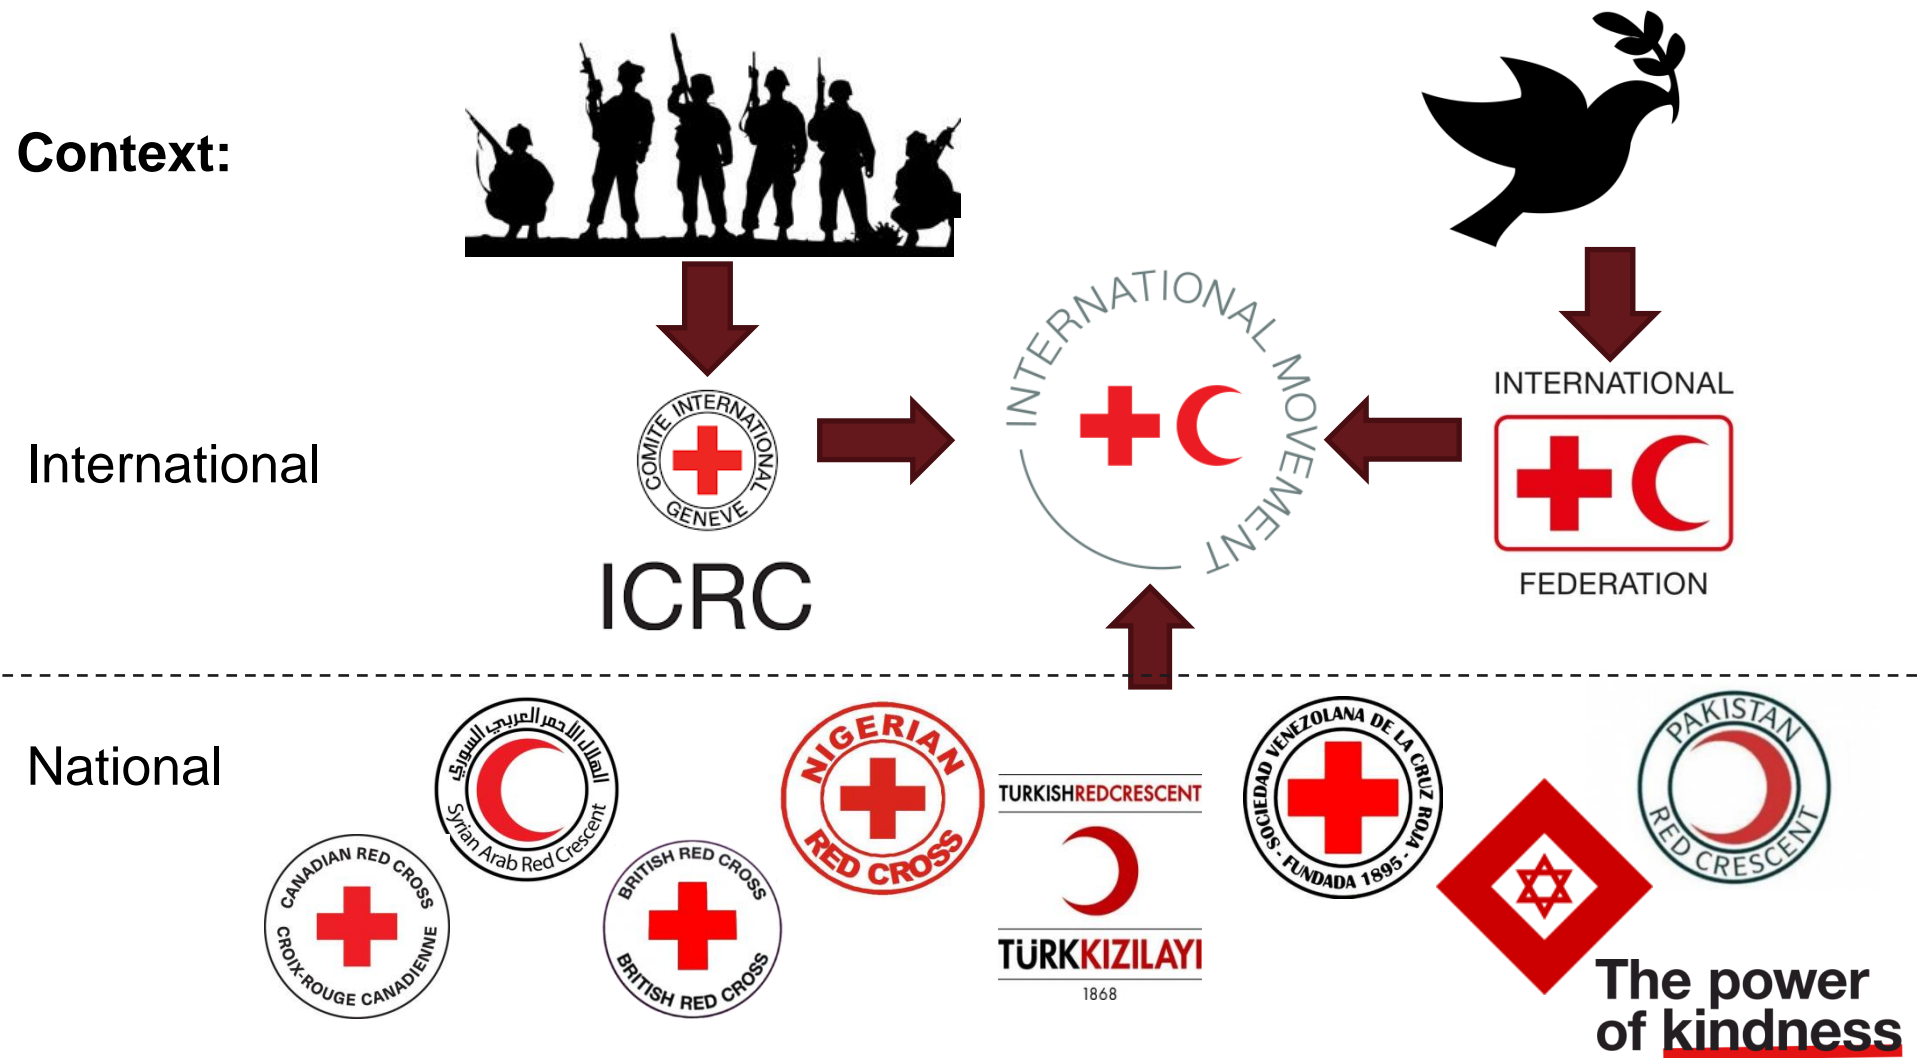 Context:
INTERNATIONAL MOVEMENT
INTERNATIONAL
FEDERATION
International
COMITE INTERNATIONAL
GENEVE
ICRC
National
الهلال الأحمر العربي السوري
Syrian Arab Red Crescent
CANADIAN RED CROSS
CROIX-ROUGE CANADIENNE
BRITISH RED CROSS
BRITISH RED CROSS
NIGERIAN
RED CROSS
TURKISHREDCRESCENT
TÜRKKIZILAYI
1868
SOCIEDAD VENEZOLANA DE LA CRUZ ROJA - FUNDADA 1895 -
PAKISTAN
RED CRESCENT
The power
of kindness